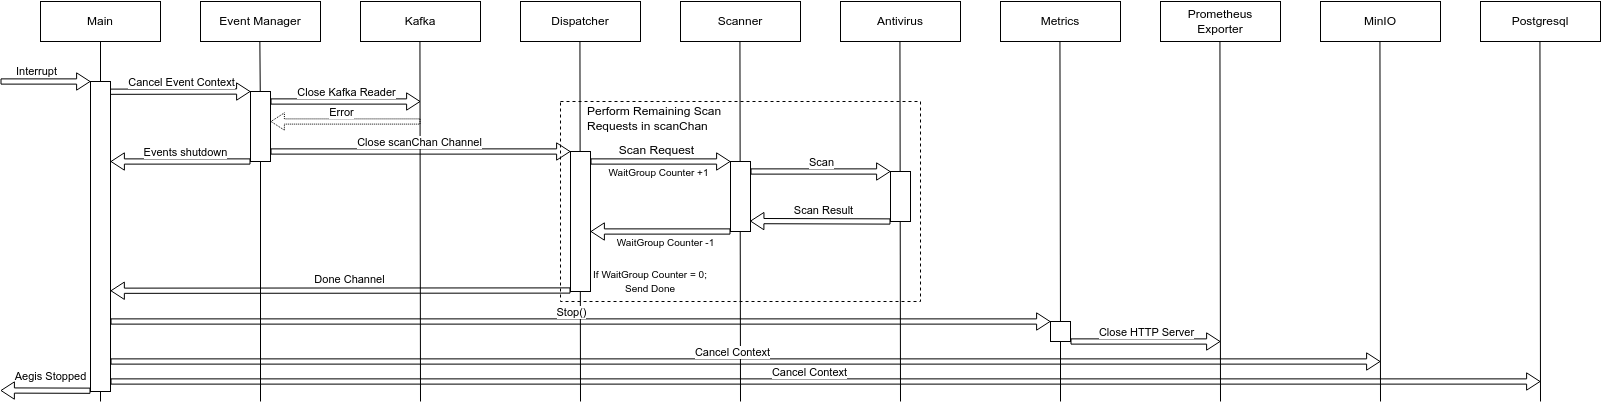 Main
Event Manager
Kafka
Dispatcher
Scanner
Antivirus
Metrics
Prometheus
Exporter
MinIO
Postgresql
Interrupt
Cancel Event Context
Close Kafka Reader
Error
Perform Remaining Scan
Requests in scanChan
Close scanChan Channel
Events shutdown
Scan Request
WaitGroup Counter +1
Scan
Scan Result
WaitGroup Counter -1
If WaitGroup Counter = 0;
Send Done
Done Channel
Stop()
Close HTTP Server
Cancel Context
Cancel Context
Aegis Stopped